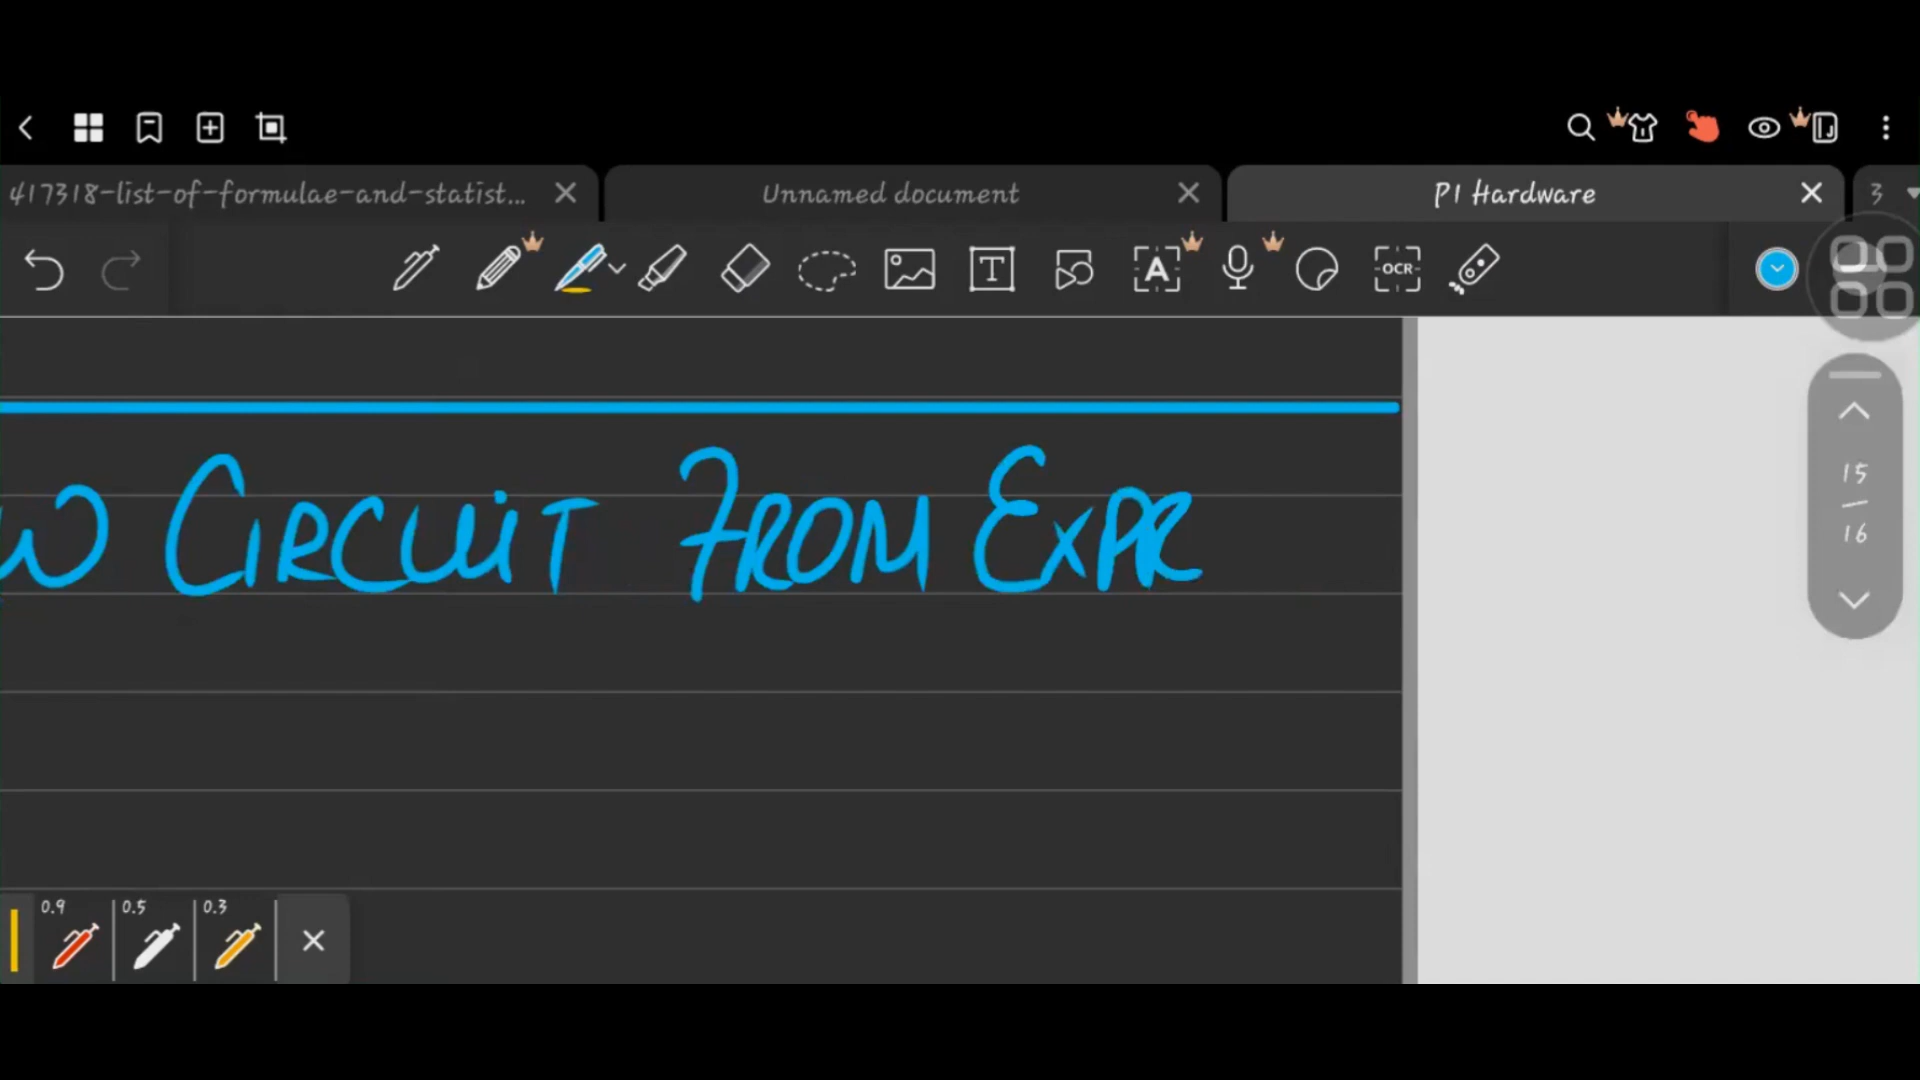 417318-list-of-formulae-and-statist...
Unnamed document
P1 Hardware
3
T
A
OCR
W CIRCUIT FROM EXPR
15
16
0.9
0.5
0.3